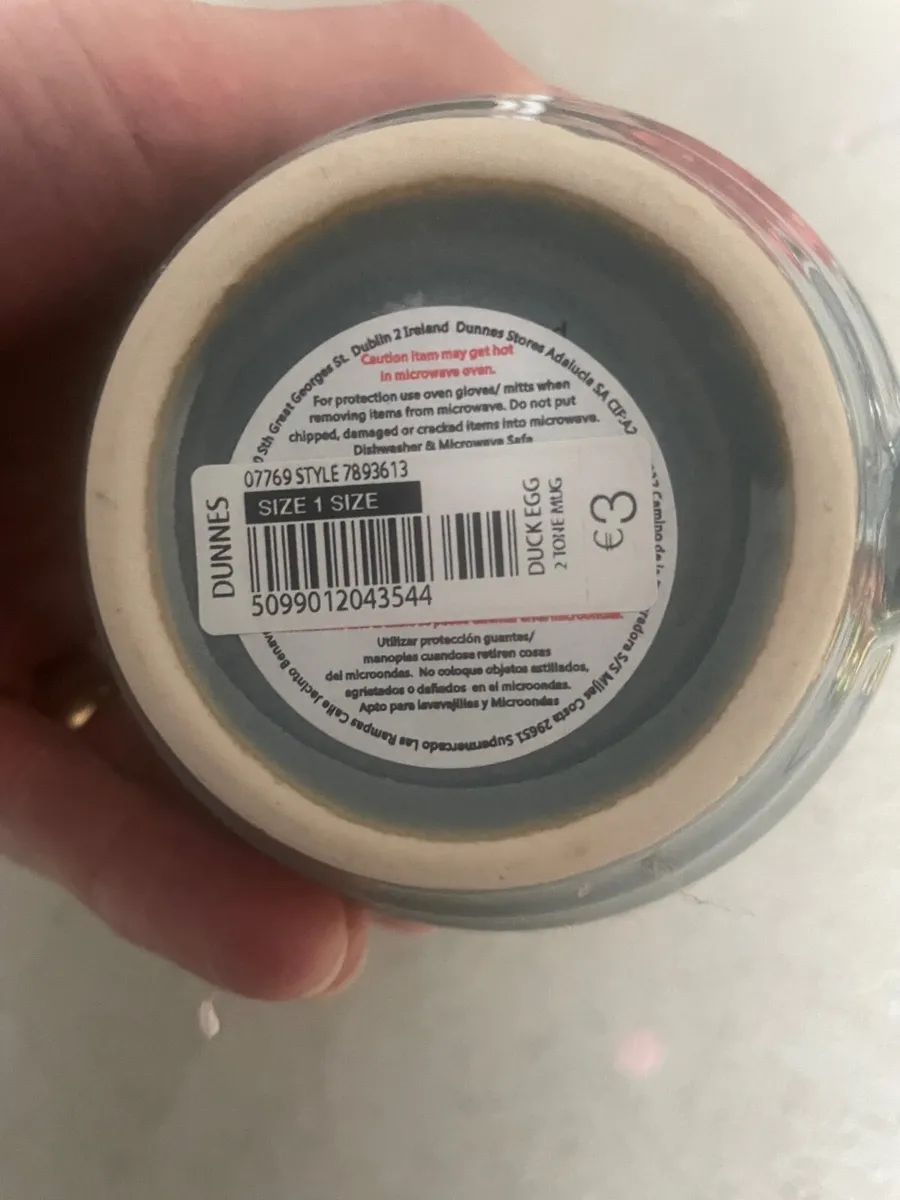 Sth Great Georges St. Dublin 2 Ireland Dunnes Stores Adalucia SA CIF:A2
Caution item may get hot
in microwave oven.
For protection use oven gloves/ mitts when
removing items from microwave. Do not put
chipped, damaged or cracked items into microwave.
Dishwasher & Microwave Safe
DUNNES
07769 STYLE 7893613
SIZE 1 SIZE
5099012043544
DUCK EGG
2 TONE MUG
€3
Utilizar protección guantes/
manoplas cuandose retiren cosas
del microondas. No coloque objetos astillados,
agrietados o dañados en el microondas.
Apto para lavavajillas y Microondas
Camino de
S/S Mijas Costa 29651 Supermercado Las Rampas Calle Jacinto